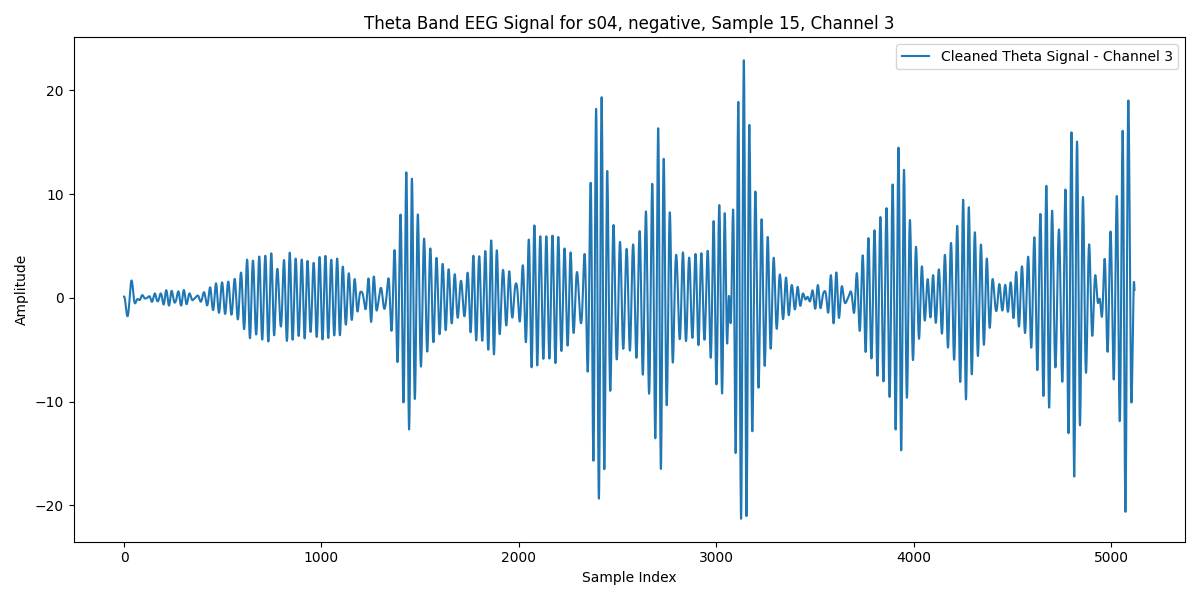 Theta Band EEG Signal for s04, negative, Sample 15, Channel 3
Cleaned Theta Signal - Channel 3
Amplitude
20
10
0
−10
−20
0 1000 2000 3000 4000 5000
Sample Index